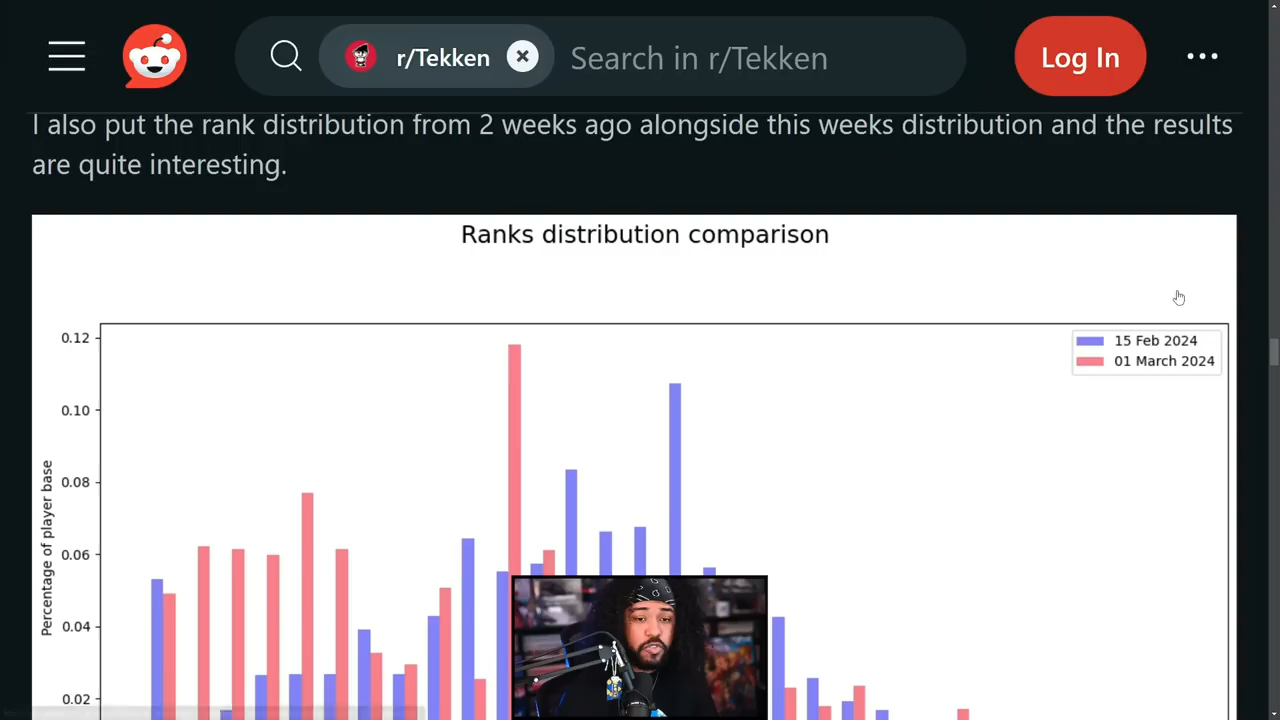 r/Tekken
Search in r/Tekken
Log In
I also put the rank distribution from 2 weeks ago alongside this weeks distribution and the results
are quite interesting.
Ranks distribution comparison
15 Feb 2024
01 March 2024
Percentage of player base
0.12
0.10
0.08
0.06
0.04
0.02